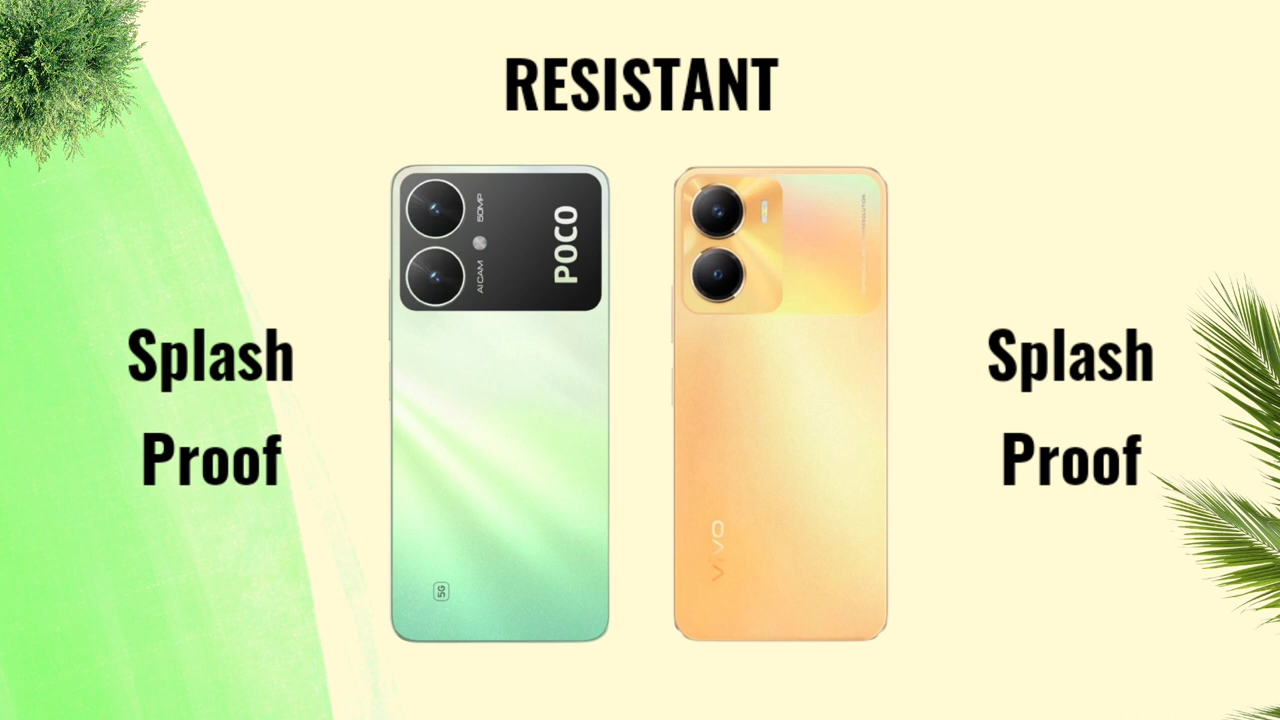 RESISTANT
Splash
Proof
50MP
AI CAM
POCO
5G
vivo
Splash
Proof